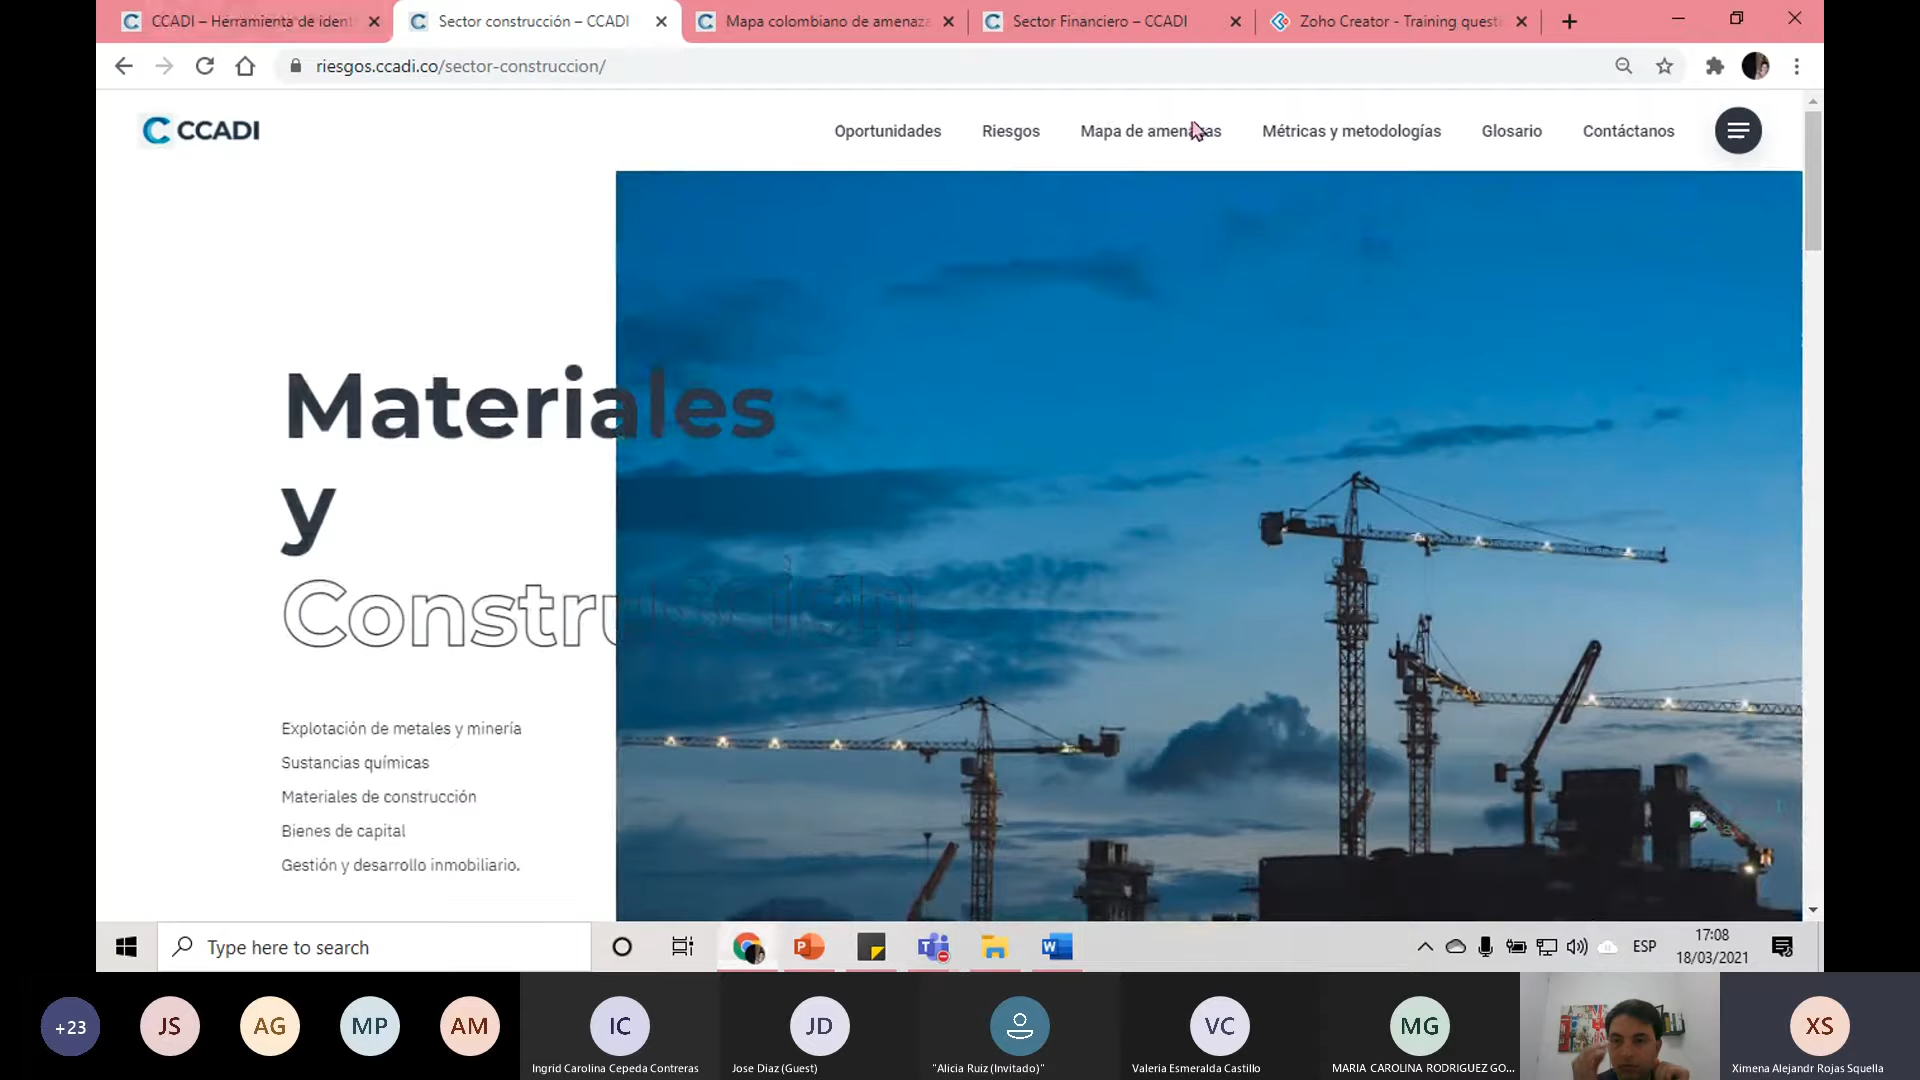 CCADI – Herramienta de ident
Sector construcción – CCADI
Mapa colombiano de amenaza
Sector Financiero – CCADI
Zoho Creator - Training questi
riesgos.ccadi.co/sector-construccion/
CCADI
Oportunidades
Riesgos
Mapa de amenazas
Métricas y metodologías
Glosario
Contáctanos
Materiales
y
Construcción
Explotación de metales y minería
Sustancias químicas
Materiales de construcción
Bienes de capital
Gestión y desarrollo inmobiliario.
Type here to search
ESP
17:08
18/03/2021
+23
JS
AG
MP
AM
IC
JD
VC
MG
XS
Ingrid Carolina Cepeda Contreras
Jose Diaz (Guest)
"Alicia Ruiz (Invitado)"
Valeria Esmeralda Castillo
MARIA CAROLINA RODRIGUEZ GO...
Ximena Alejandr Rojas Squella